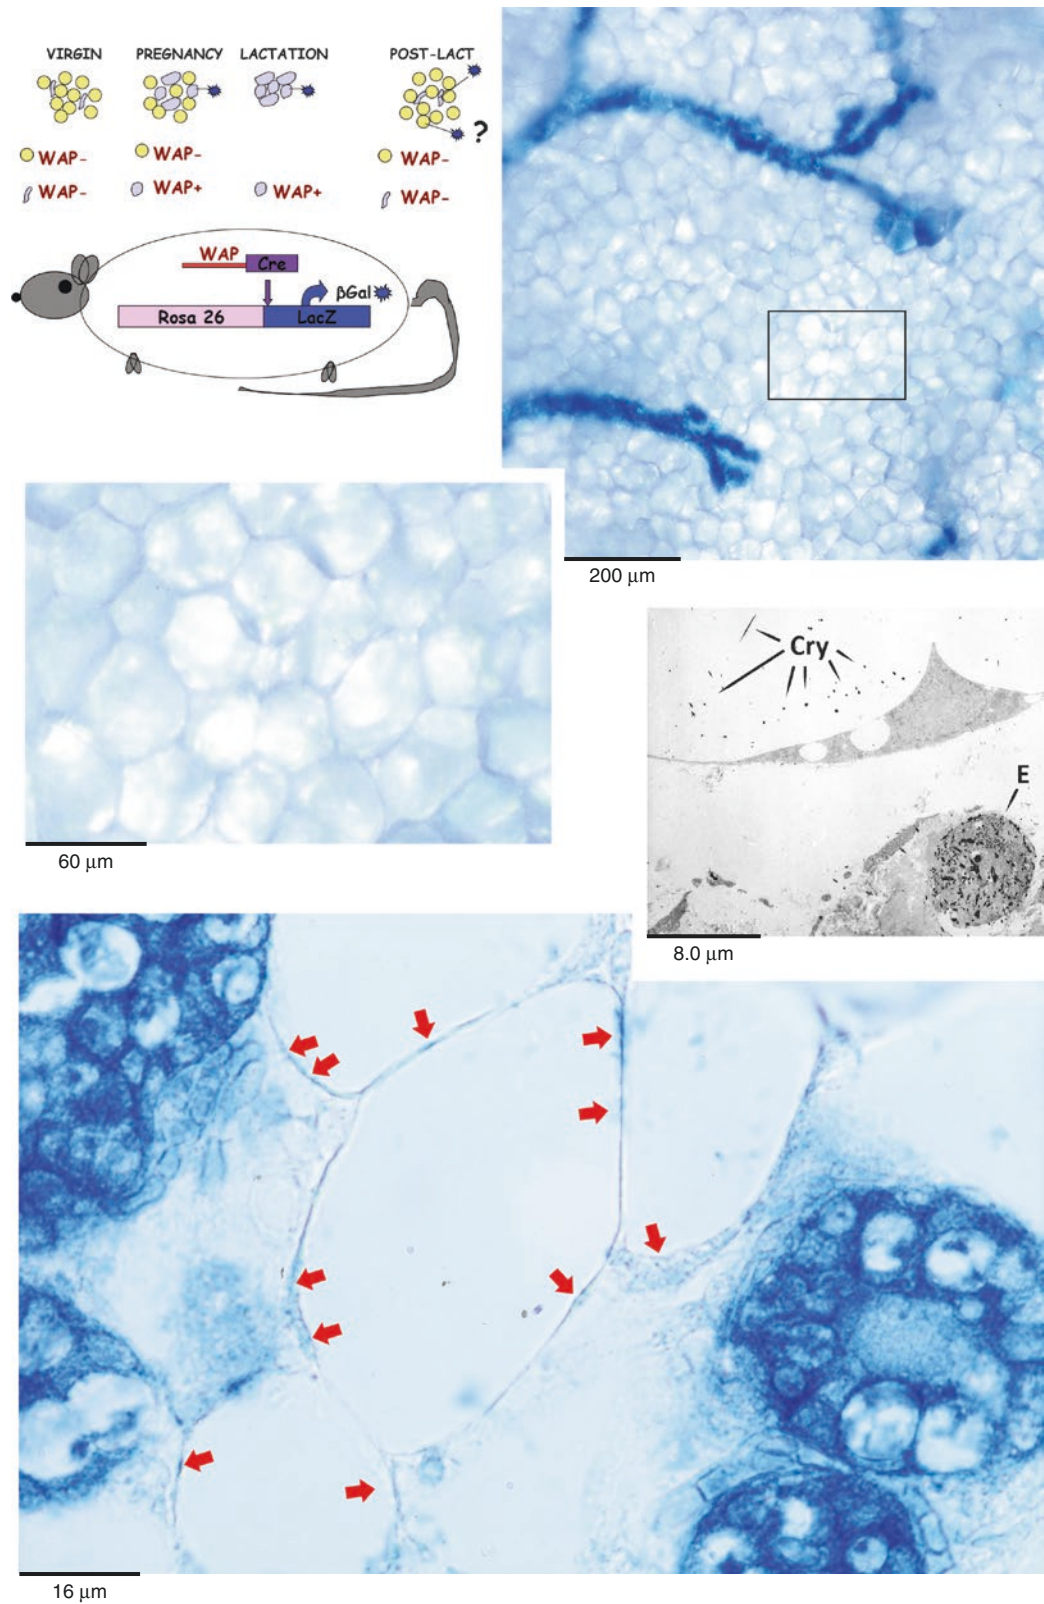 VIRGIN PREGNANCY LACTATION POST-LACT
?
WAP- WAP- WAP-
WAP- WAP+ WAP+ WAP-
WAP
Cre
βGal
Rosa 26 LacZ
200 µm
60 µm
Cry
E
8.0 µm
16 µm